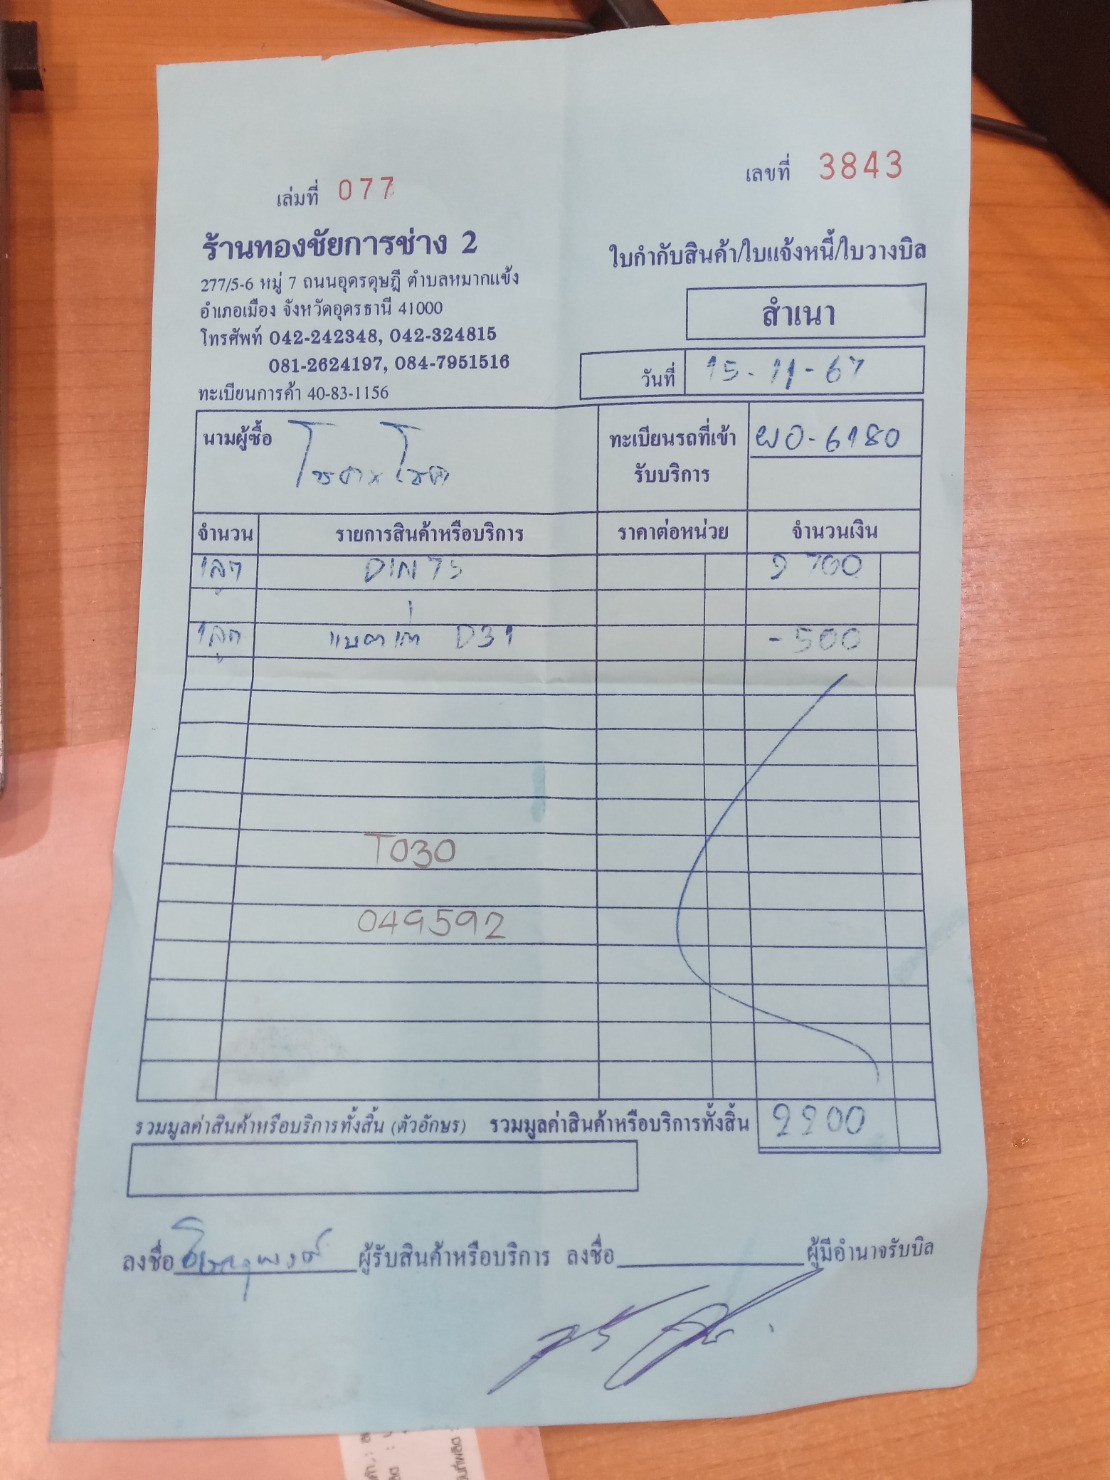 เล่มที่ 077
เลขที่ 3843
ร้านทองชัยการช่าง 2
277/5-6 หมู่ 7 ถนนอุดรดุษฎี ตำบลหมากแข้ง
อำเภอเมือง จังหวัดอุดรธานี 41000
โทรศัพท์ 042-242348, 042-324815
081-2624197, 084-7951516
ทะเบียนการค้า 40-83-1156
ใบกำกับสินค้า/ใบแจ้งหนี้/ใบวางบิล
สำเนา
วันที่ 15-11-67
นามผู้ซื้อ
ทะเบียนรถที่เข้ารับบริการ ผอ-6180
จำนวน รายการสินค้าหรือบริการ ราคาต่อหน่วย จำนวนเงิน
1ลูก DIN 75 2 700
1ลูก แบตเก่า D31 -500
T030
049592
รวมมูลค่าสินค้าหรือบริการทั้งสิ้น (ตัวอักษร) รวมมูลค่าสินค้าหรือบริการทั้งสิ้น 2200
ลงชื่อ ผู้รับสินค้าหรือบริการ ลงชื่อ ผู้มีอำนาจรับบิล